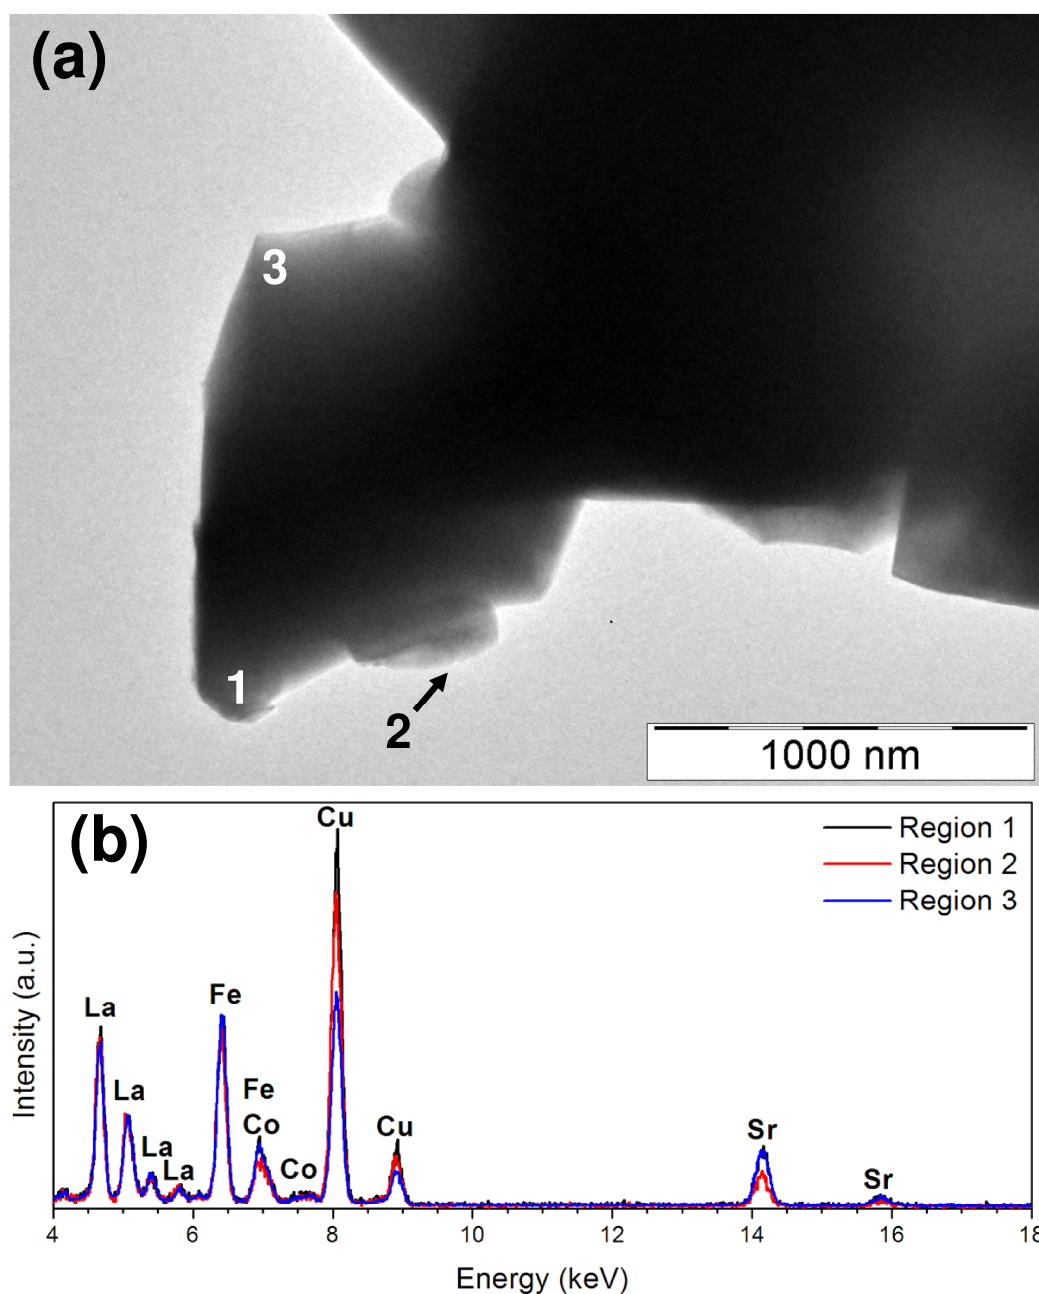 (a)
3
1
2
1000 nm
(b)
Cu
Region 1
Region 2
Region 3
La
Fe
La
Fe
Co
Cu
La
La
Co
Sr
Sr
Intensity (a.u.)
4 6 8 10 12 14 16 18
Energy (keV)